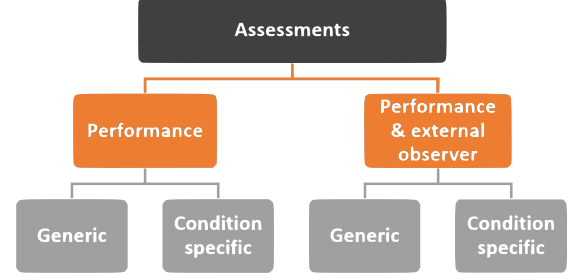 Assessments
Performance
Performance
& external
observer
Generic
Condition
specific
Generic
Condition
specific